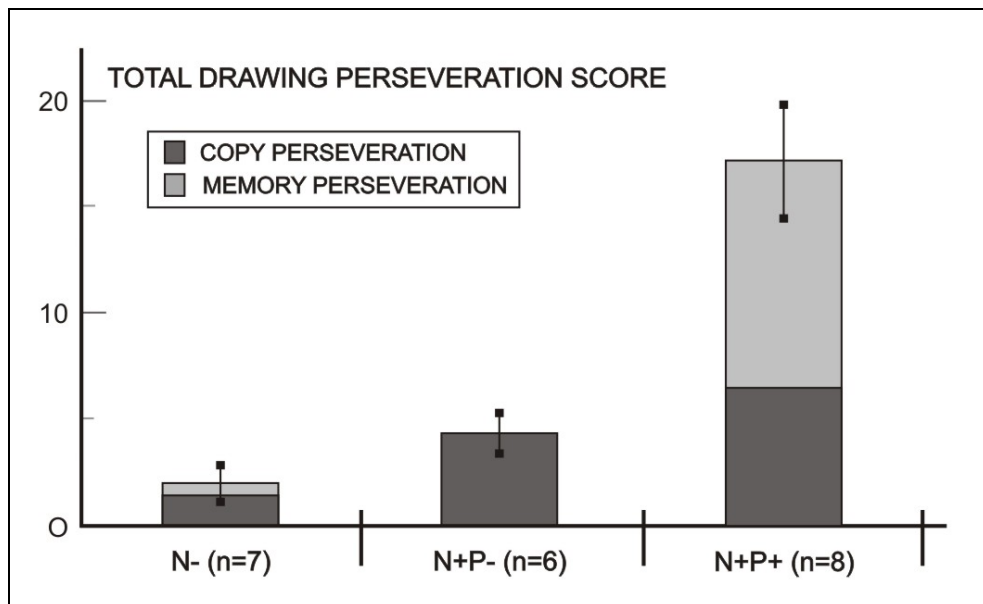 TOTAL DRAWING PERSEVERATION SCORE
20
COPY PERSEVERATION
MEMORY PERSEVERATION
10
O
N- (n=7)
N+P- (n=6)
N+P+ (n=8)